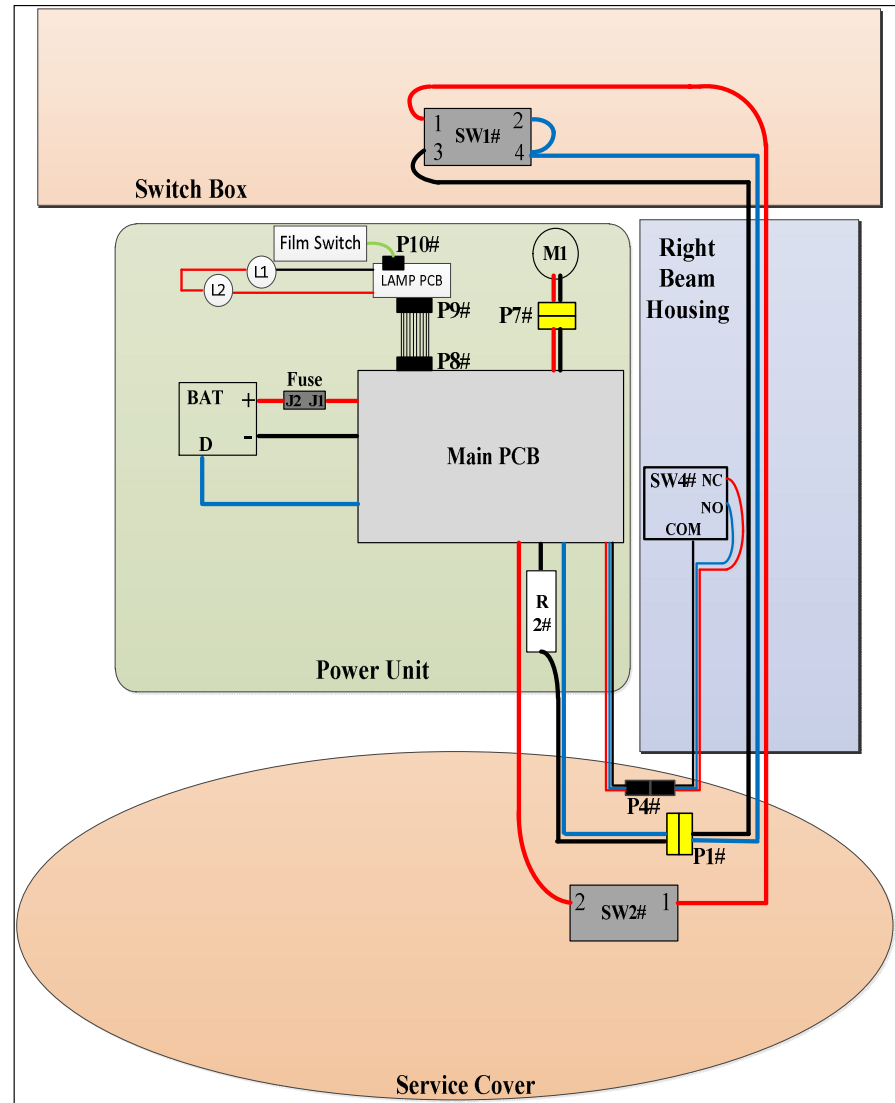 1 2
SW1#
3 4
Switch Box
Film Switch
P10#
M1
Right
Beam
Housing
L1
LAMP PCB
L2
P9#
P7#
P8#
Fuse
BAT +
J2 J1
-
D
Main PCB
SW4# NC
NO
COM
R
2#
Power Unit
P4#
P1#
2 SW2# 1
Service Cover